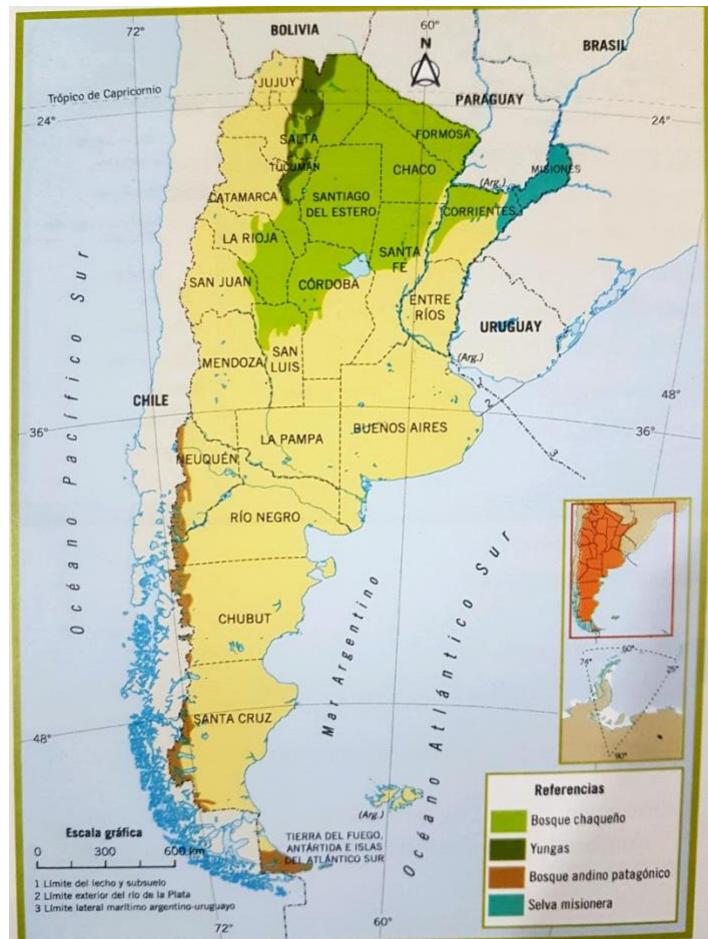 72°
60°
BOLIVIA
N
BRASIL
JUJUY
Trópico de Capricornio
PARAGUAY
24°
24°
SALTA
FORMOSA
TUCUMÁN
CHACO
(Arg.)
MISIONES
CATAMARCA
SANTIAGO
DEL ESTERO
CORRIENTES
LA RIOJA
SANTA
FE
SAN JUAN
CÓRDOBA
ENTRE
RÍOS
URUGUAY
SAN
LUIS
MENDOZA
(Arg.)
1
CHILE
2
48°
36°
BUENOS AIRES
36°
LA PAMPA
3
NEUQUÉN
RÍO NEGRO
Océano Pacífico Sur
CHUBUT
Mar Argentino
Océano Atlántico Sur
60°
74°
25°
90°
SANTA CRUZ
48°
(Arg.)
Referencias
Bosque chaqueño
Yungas
Bosque andino patagónico
Selva misionera
Escala gráfica
0 300 600 km
TIERRA DEL FUEGO,
ANTÁRTIDA E ISLAS
DEL ATLÁNTICO SUR
1 Límite del lecho y subsuelo
2 Límite exterior del río de la Plata
3 Límite lateral marítimo argentino-uruguayo
72°
60°